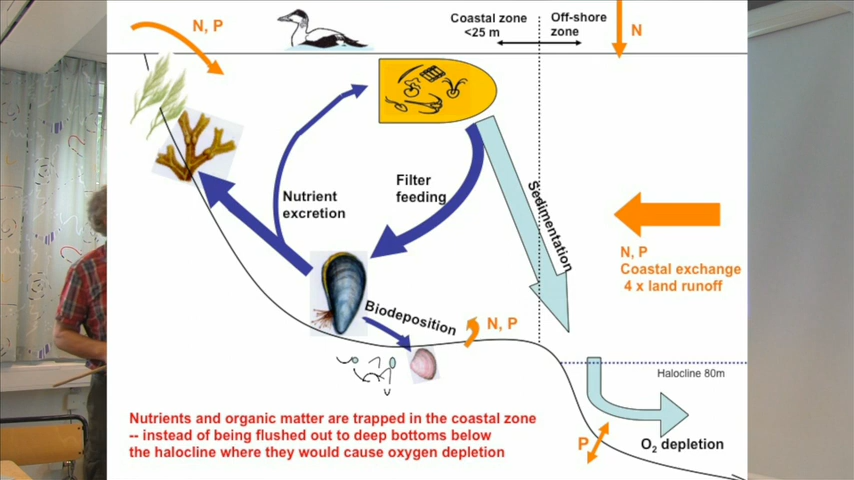 N, P
Coastal zone
<25 m
Off-shore
zone
N
Nutrient
excretion
Filter
feeding
Sedimentation
N, P
Coastal exchange
4 x land runoff
Biodeposition
N, P
Halocline 80m
P
O₂ depletion
Nutrients and organic matter are trapped in the coastal zone
-- instead of being flushed out to deep bottoms below
the halocline where they would cause oxygen depletion